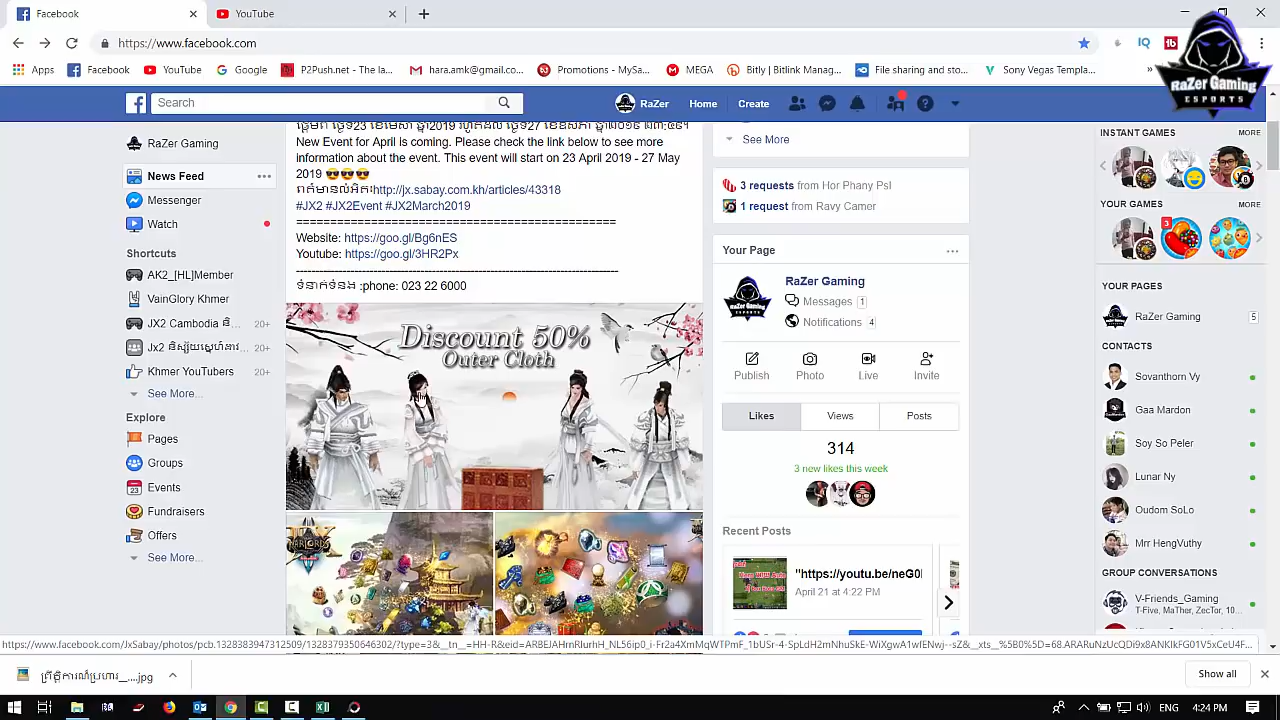 Facebook
YouTube
https://www.facebook.com
Apps
Facebook
YouTube
Google
P2Push.net - The la...
hara.amk@gmail.co...
Promotions - MySa...
MEGA
Bitly | Bitlink Manag...
File sharing and sto...
Sony Vegas Templa...
»
RaZer Gaming
ESPORTS
Search
RaZer
Home
Create
RaZer Gaming
News Feed
Messenger
Watch
Shortcuts
AK2_[HL]Member
VainGlory Khmer
JX2 Cambodia
20+
20+
Khmer YouTubers
20+
See More...
Explore
Pages
Groups
Events
Fundraisers
Offers
See More...
New Event for April is coming. Please check the link below to see
more information about the event. This event will start on 23 April 2019 - 27 May
2019
http://jx.sabay.com.kh/articles/43318
#JX2 #JX2Event #JX2March2019
Website: https://goo.gl/Bg6nES
Youtube: https://goo.gl/3HR2Px
ទំនាក់ទំនង :phone: 023 22 6000
Discount 50%
Outer Cloth
See More
3 requests from Hor Phany Psl
1 request from Ravy Camer
Your Page
RaZer Gaming
Messages 1
Notifications 4
Publish
Photo
Live
Invite
Likes
Views
Posts
314
3 new likes this week
Recent Posts
"https://youtu.be/neG0
April 21 at 4:22 PM
INSTANT GAMES
MORE
YOUR GAMES
MORE
3
YOUR PAGES
RaZer Gaming
5
CONTACTS
Sovanthorn Vy
Gaa Mardon
Soy So Peler
Lunar Ny
Oudom SoLo
Mrr HengVuthy
GROUP CONVERSATIONS
V-Friends_Gaming
T-Five, MaTher, ZecTor, 10...
Show all
ENG
4:24 PM